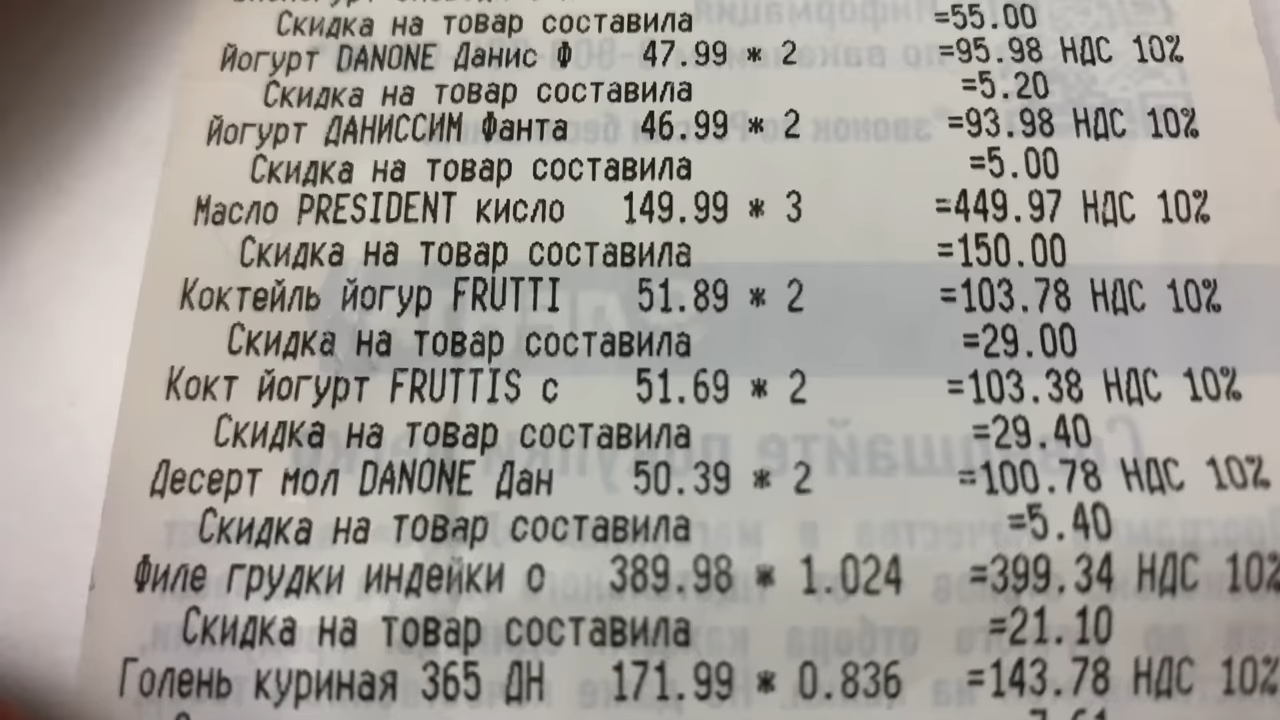 Скидка на товар составила =55.00
йогурт DANONE Данис Ф 47.99 * 2 =95.98 НДС 10%
Скидка на товар составила =5.20
йогурт ДАНИССИМ Фанта 46.99 * 2 =93.98 НДС 10%
Скидка на товар составила =5.00
Масло PRESIDENT кисло 149.99 * 3 =449.97 НДС 10%
Скидка на товар составила =150.00
Коктейль йогур FRUTTI 51.89 * 2 =103.78 НДС 10%
Скидка на товар составила =29.00
Кокт йогурт FRUTTIS с 51.69 * 2 =103.38 НДС 10%
Скидка на товар составила =29.40
Десерт мол DANONE Дан 50.39 * 2 =100.78 НДС 10%
Скидка на товар составила =5.40
Филе грудки индейки о 389.98 * 1.024 =399.34 НДС 10%
Скидка на товар составила =21.10
Голень куриная 365 ДН 171.99 * 0.836 =143.78 НДС 10%